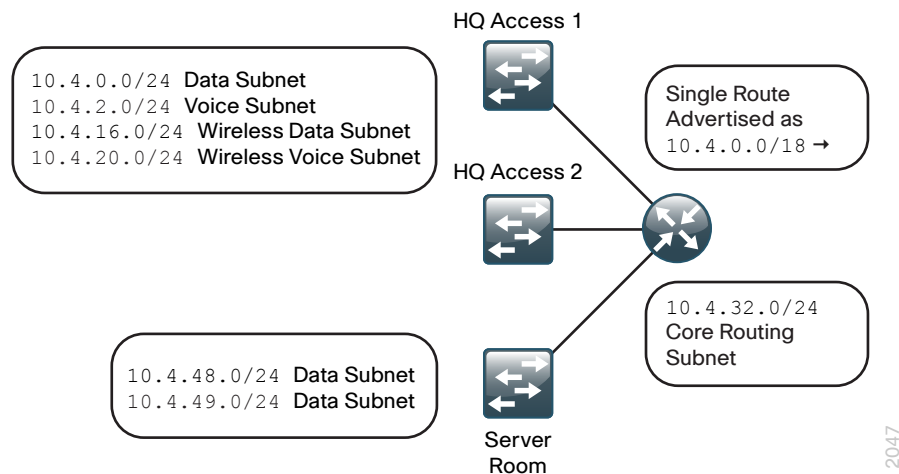 HQ Access 1
10.4.0.0/24 Data Subnet
10.4.2.0/24 Voice Subnet
10.4.16.0/24 Wireless Data Subnet
10.4.20.0/24 Wireless Voice Subnet
Single Route
Advertised as
10.4.0.0/18 →
HQ Access 2
10.4.32.0/24
Core Routing
Subnet
10.4.48.0/24 Data Subnet
10.4.49.0/24 Data Subnet
Server
Room
2047